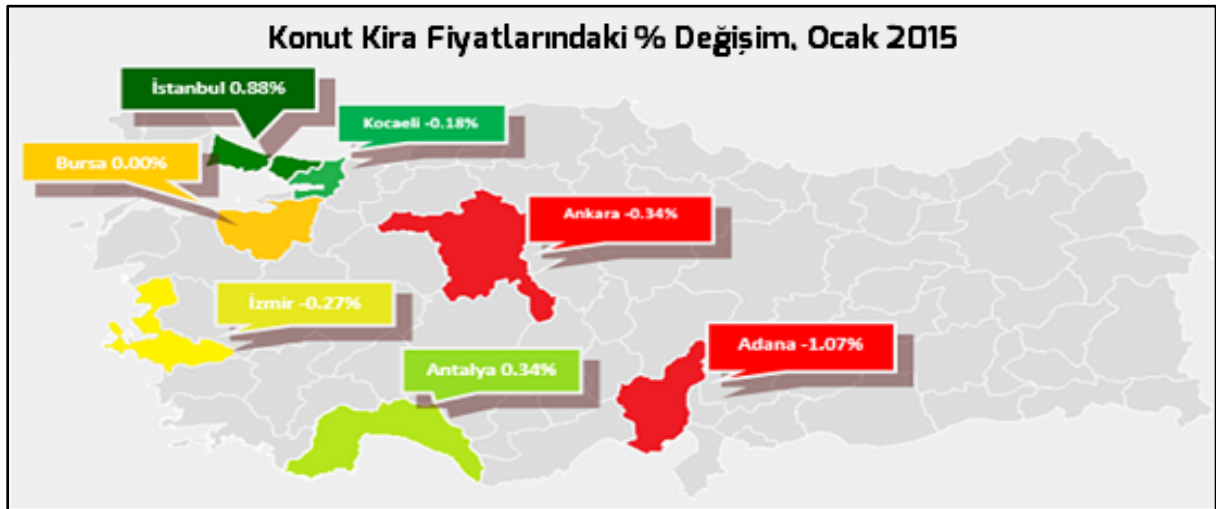 Konut Kira Fiyatlarındaki % Değişim, Ocak 2015
İstanbul 0.88%
Kocaeli -0.18%
Bursa 0.00%
Ankara -0.34%
İzmir -0.27%
Adana -1.07%
Antalya 0.34%